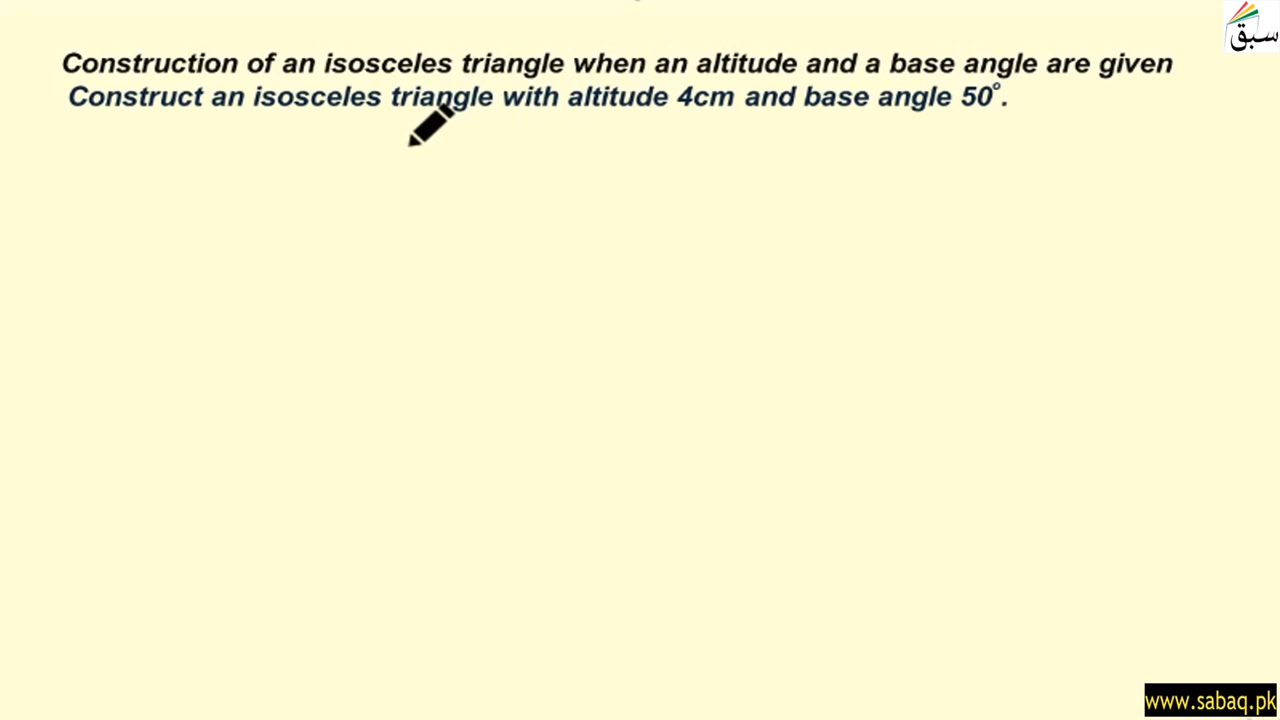 سبق
Construction of an isosceles triangle when an altitude and a base angle are given
Construct an isosceles triangle with altitude 4cm and base angle 50°.
www.sabaq.pk